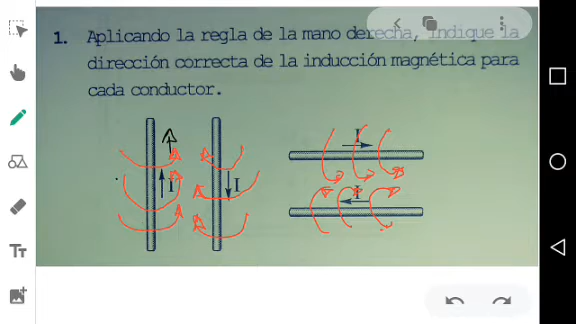 1. Aplicando la regla de la mano derecha, indique la
dirección correcta de la inducción magnética para
cada conductor.
I
I
I
I
Tt